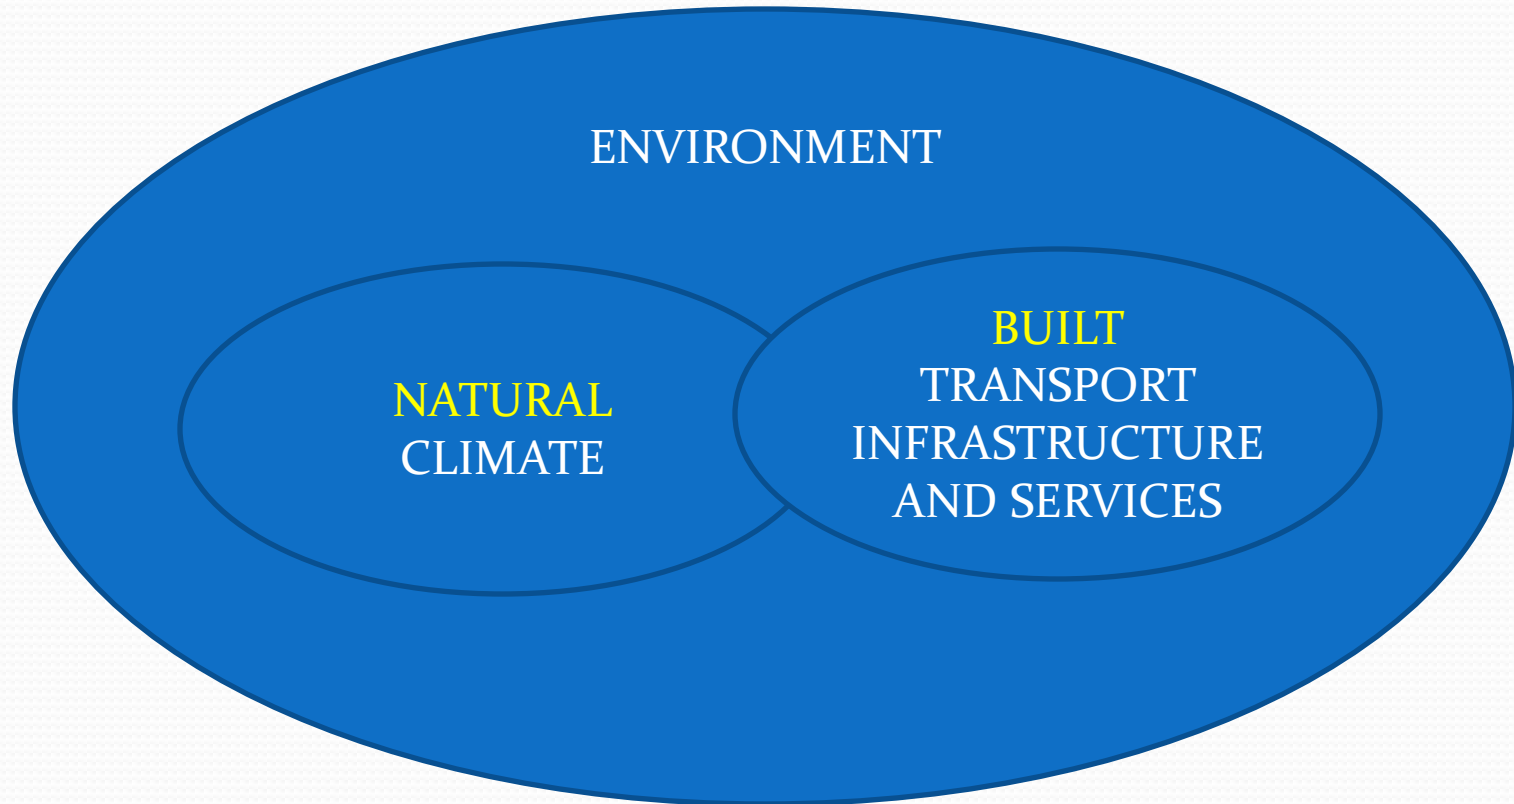 ENVIRONMENT
NATURAL
CLIMATE
BUILT
TRANSPORT
INFRASTRUCTURE
AND SERVICES